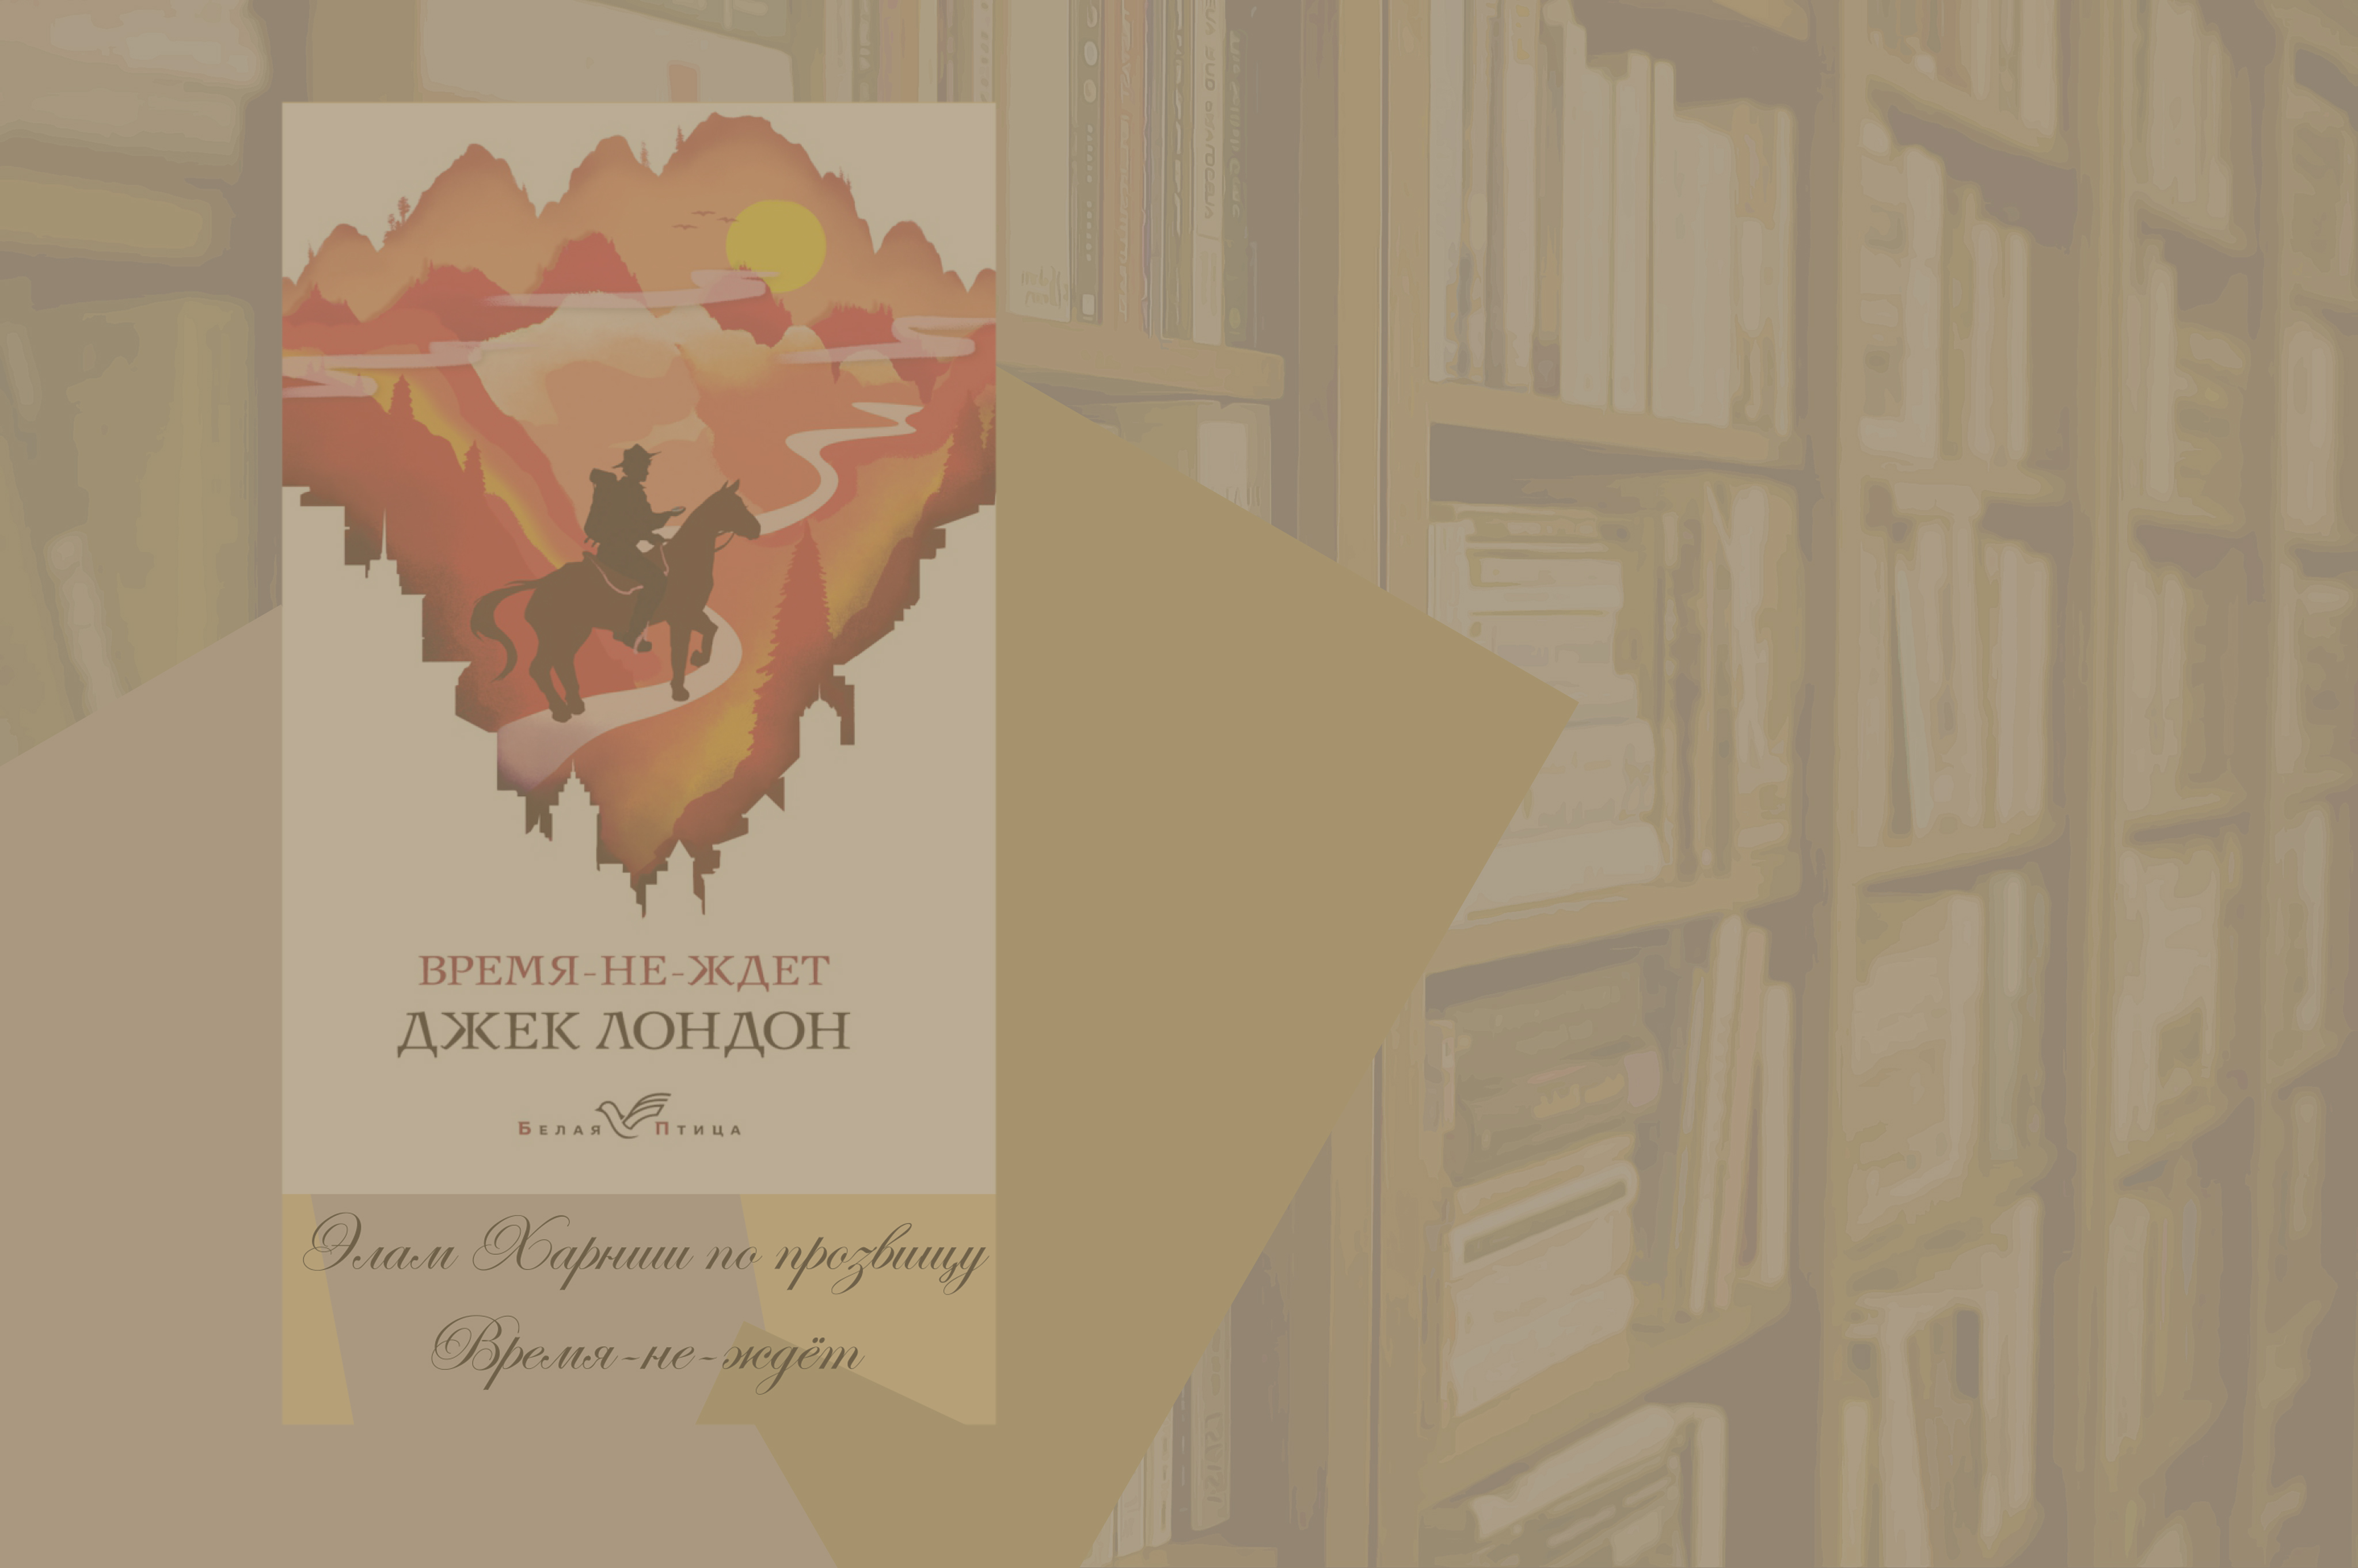 ВРЕМЯ-НЕ-ЖДЕТ
ДЖЕК ЛОНДОН
БЕЛАЯ ПТИЦА
Элам Харниш по прозвищу
Время-не-ждёт